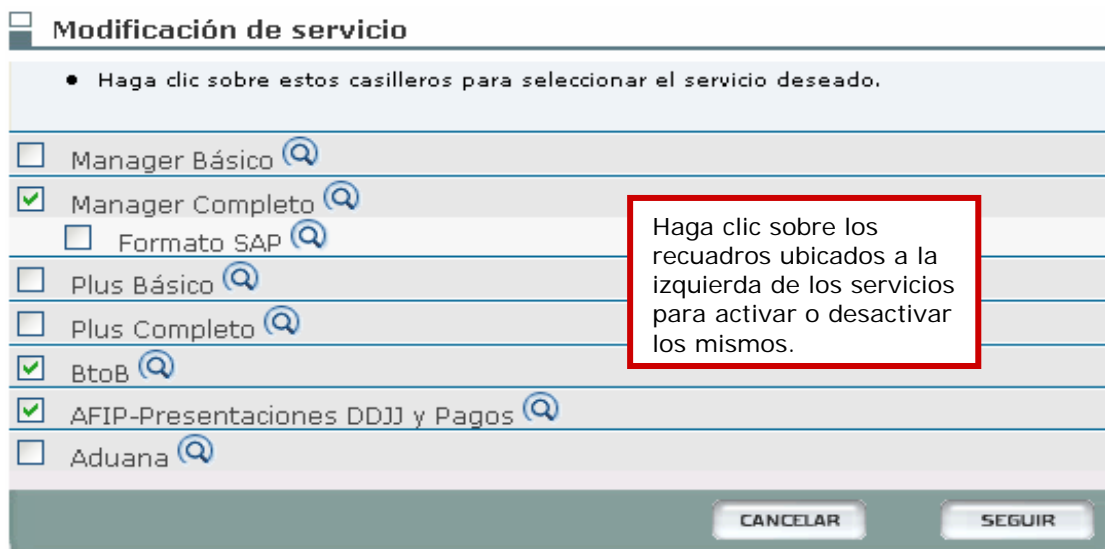 Modificación de servicio
• Haga clic sobre estos casilleros para seleccionar el servicio deseado.
Manager Básico
Manager Completo
Formato SAP
Plus Básico
Plus Completo
BtoB
AFIP-Presentaciones DDJJ y Pagos
Aduana
Haga clic sobre los
recuadros ubicados a la
izquierda de los servicios
para activar o desactivar
los mismos.
CANCELAR
SEGUIR